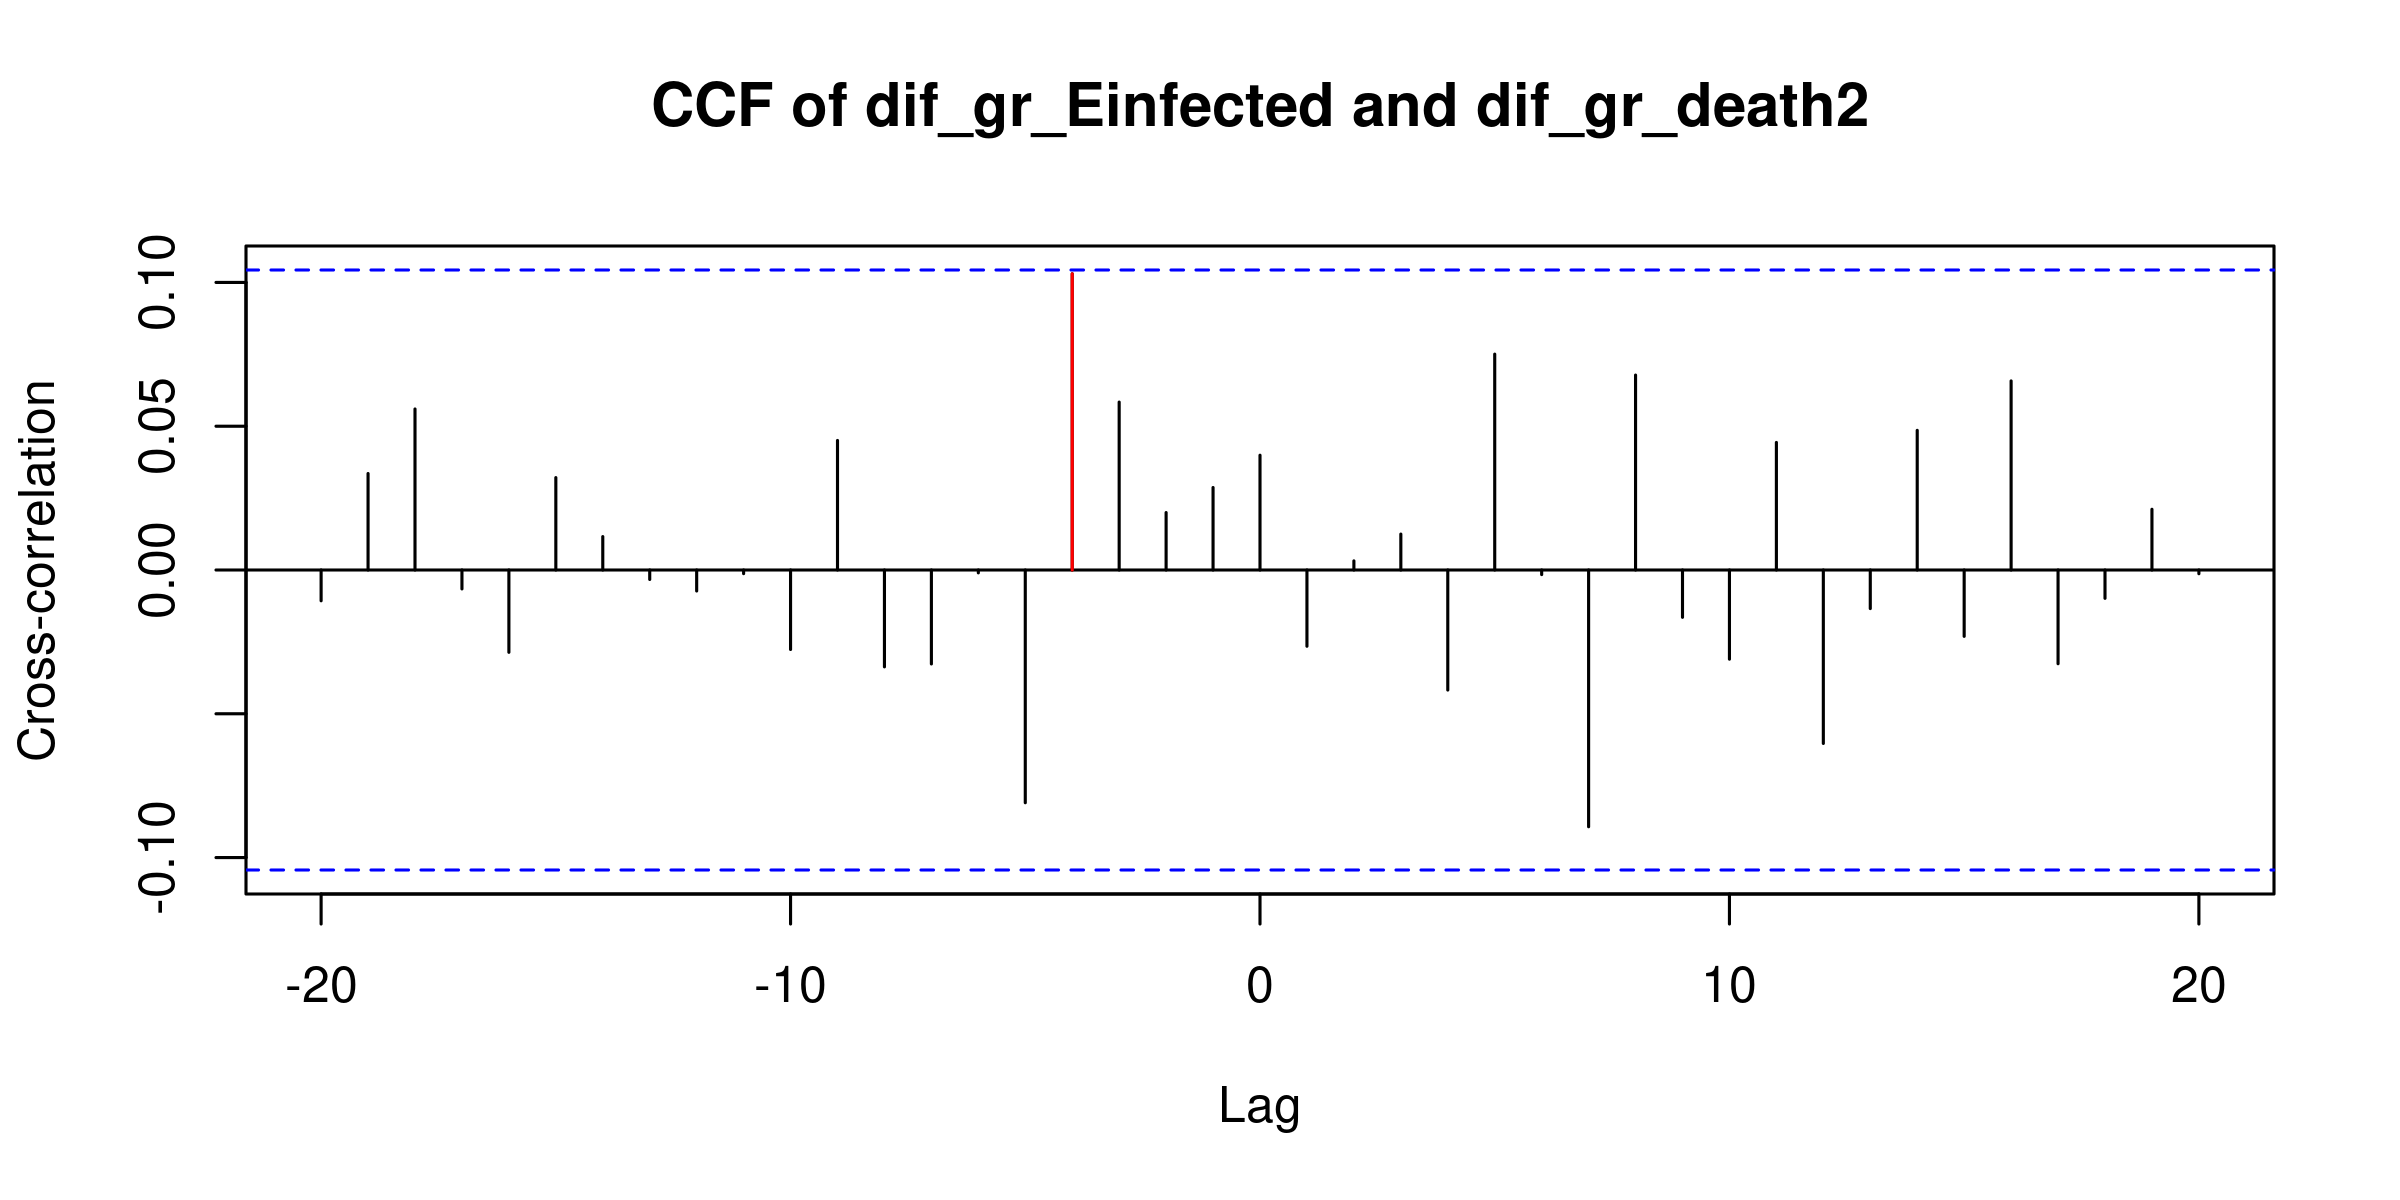 CCF of dif_gr_Einfected and dif_gr_death2
Cross-correlation
0.10
0.05
0.00
-0.10
-20 -10 0 10 20
Lag